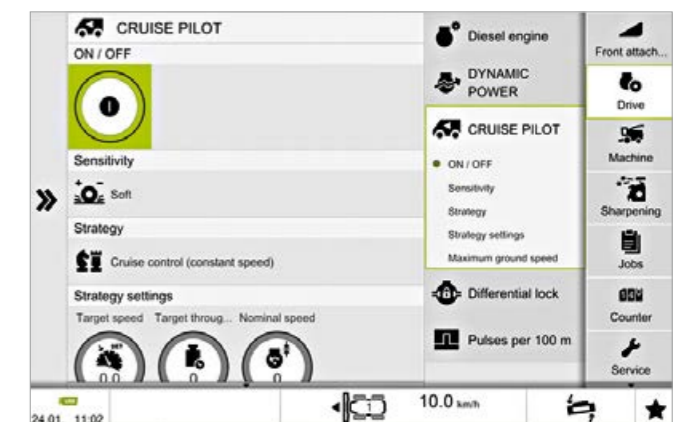 CRUISE PILOT
ON / OFF
Sensitivity
Soft
Strategy
Cruise control (constant speed)
Strategy settings
Target speed Target throug... Nominal speed
0.0 0 0
Diesel engine
DYNAMIC
POWER
CRUISE PILOT
ON / OFF
Sensitivity
Strategy
Strategy settings
Maximum ground speed
Differential lock
Pulses per 100 m
Front attach...
Drive
Machine
Sharpening
Jobs
Counter
Service
24.01 11:02
1
10.0 km/h